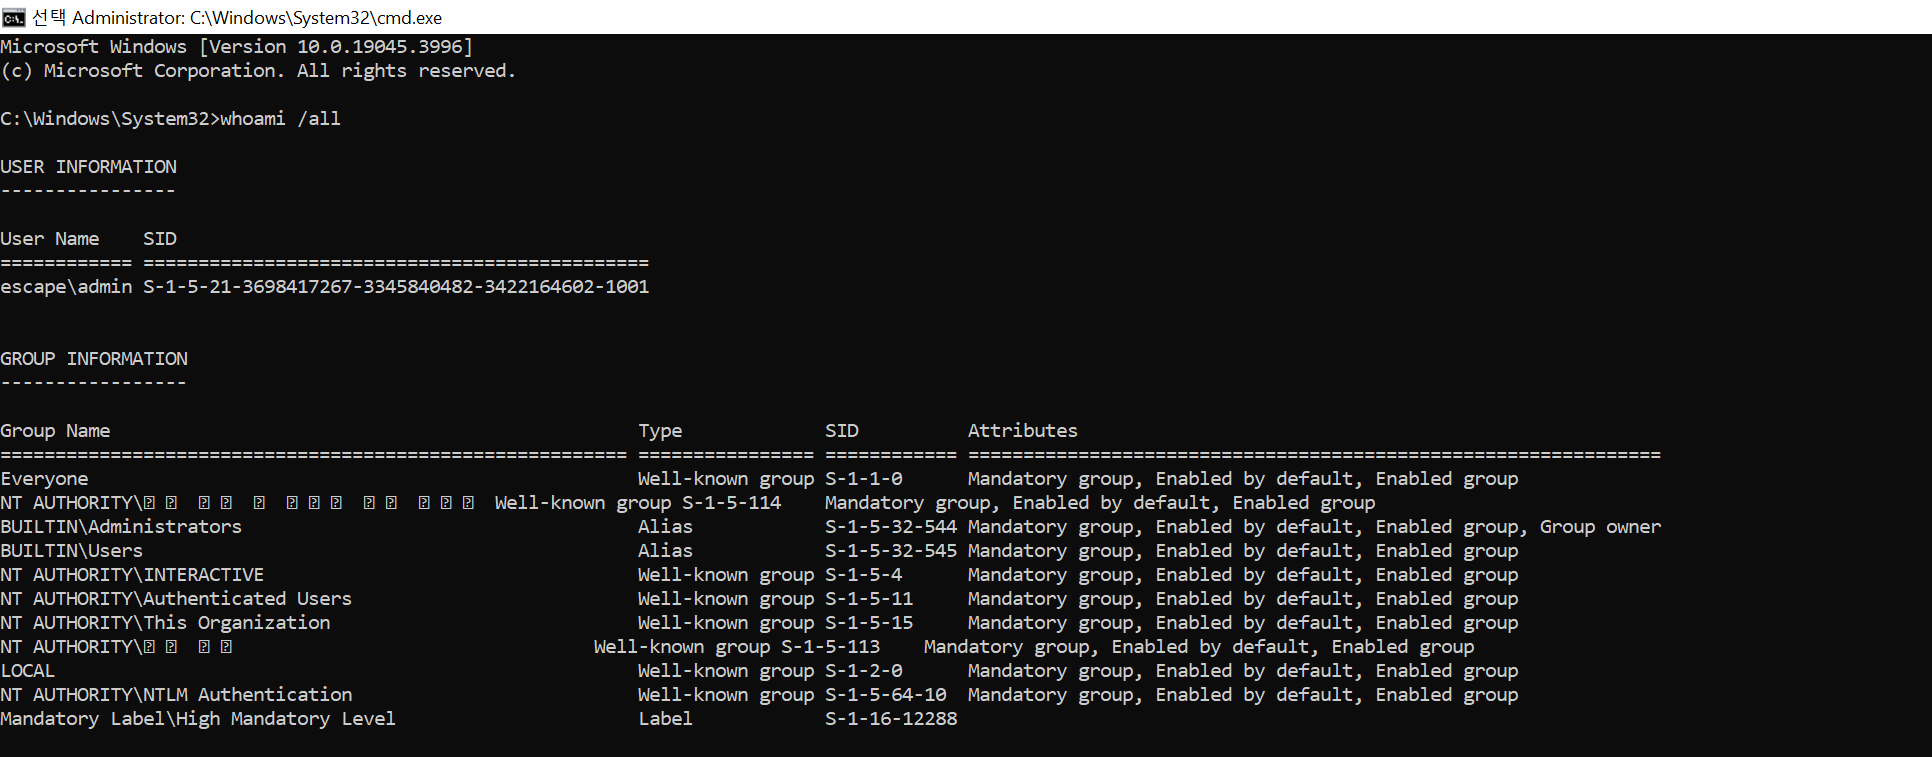 선택 Administrator: C:\Windows\System32\cmd.exe
Microsoft Windows [Version 10.0.19045.3996]
(c) Microsoft Corporation. All rights reserved.
C:\Windows\System32>whoami /all
USER INFORMATION
----------------
User Name    SID
============ ==============================================
escape\admin S-1-5-21-3698417267-3345840482-3422164602-1001
GROUP INFORMATION
-----------------
Group Name                                                Type             SID          Attributes
========================================================= ================ ============ ===============================================================
Everyone                                                  Well-known group S-1-1-0      Mandatory group, Enabled by default, Enabled group
NT AUTHORITY\ Well-known group S-1-5-114    Mandatory group, Enabled by default, Enabled group
BUILTIN\Administrators                                    Alias            S-1-5-32-544 Mandatory group, Enabled by default, Enabled group, Group owner
BUILTIN\Users                                             Alias            S-1-5-32-545 Mandatory group, Enabled by default, Enabled group
NT AUTHORITY\INTERACTIVE                                  Well-known group S-1-5-4      Mandatory group, Enabled by default, Enabled group
NT AUTHORITY\Authenticated Users                          Well-known group S-1-5-11     Mandatory group, Enabled by default, Enabled group
NT AUTHORITY\This Organization                            Well-known group S-1-5-15     Mandatory group, Enabled by default, Enabled group
NT AUTHORITY\ Well-known group S-1-5-113    Mandatory group, Enabled by default, Enabled group
LOCAL                                                     Well-known group S-1-2-0      Mandatory group, Enabled by default, Enabled group
NT AUTHORITY\NTLM Authentication                          Well-known group S-1-5-64-10  Mandatory group, Enabled by default, Enabled group
Mandatory Label\High Mandatory Level                      Label            S-1-16-12288